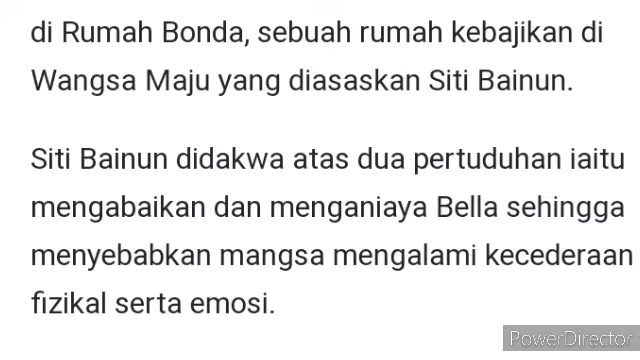 di Rumah Bonda, sebuah rumah kebajikan di
Wangsa Maju yang diasaskan Siti Bainun.
Siti Bainun didakwa atas dua pertuduhan iaitu
mengabaikan dan menganiaya Bella sehingga
menyebabkan mangsa mengalami kecederaan
fizikal serta emosi.
PowerDirector